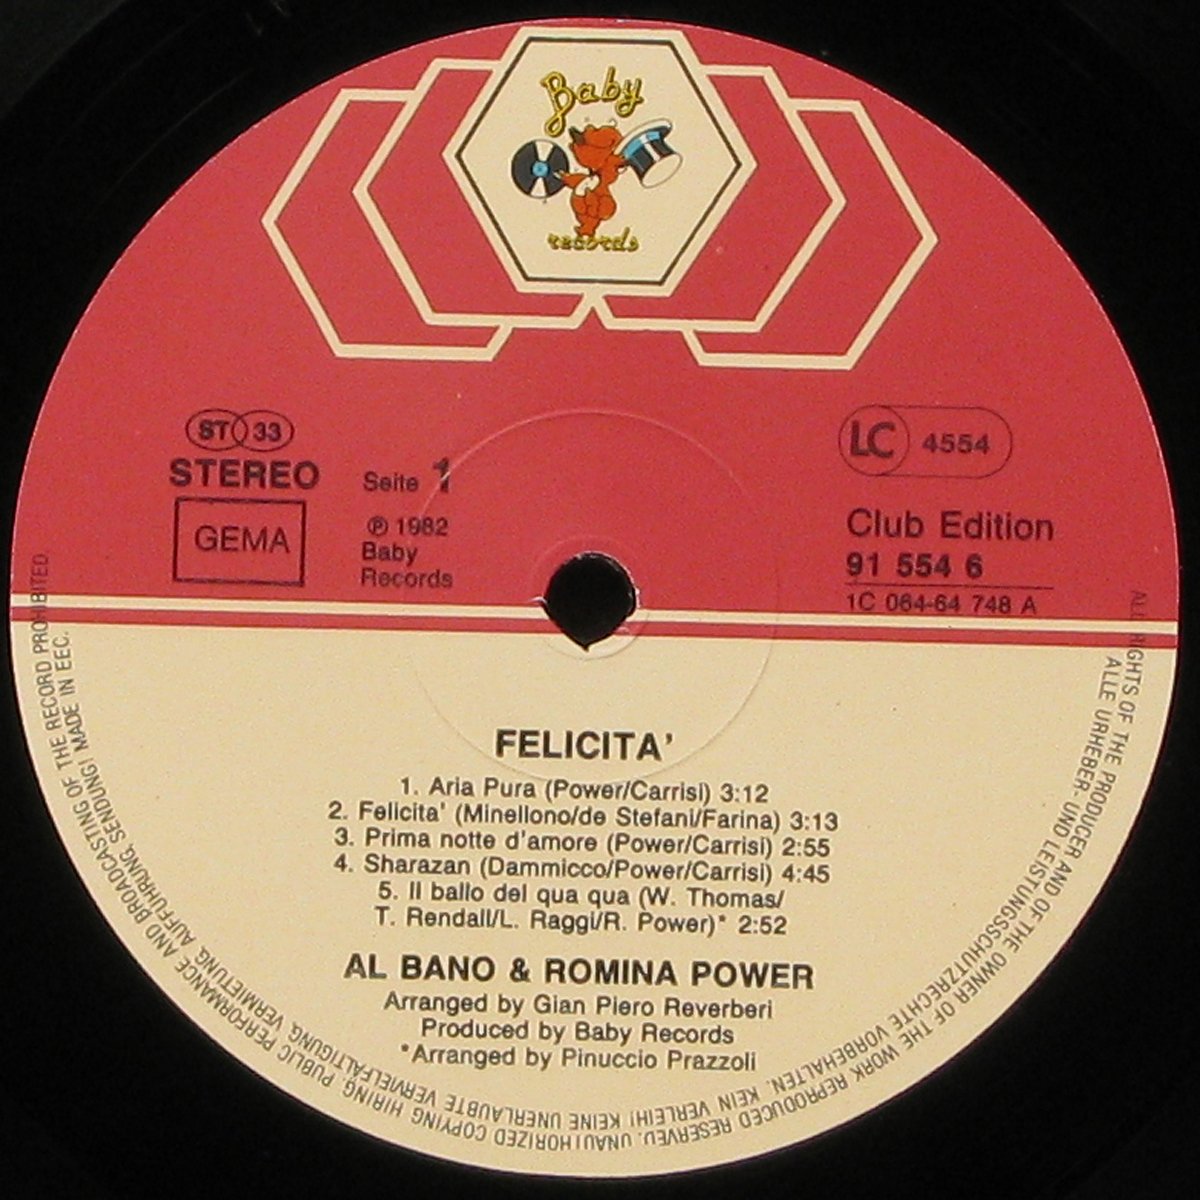 Baby
records
ST 33
STEREO
GEMA
Seite 1
℗ 1982
Baby
Records
LC 4554
Club Edition
91 554 6
1C 064-64 748 A
FELICITA'
1. Aria Pura (Power/Carrisi) 3:12
2. Felicita' (Minellono/de Stefani/Farina) 3:13
3. Prima notte d'amore (Power/Carrisi) 2:55
4. Sharazan (Dammicco/Power/Carrisi) 4:45
5. Il ballo del qua qua (W. Thomas/
T. Rendall/L. Raggi/R. Power)* 2:52
AL BANO & ROMINA POWER
Arranged by Gian Piero Reverberi
Produced by Baby Records
*Arranged by Pinuccio Prazzoli
ALL RIGHTS OF THE PRODUCER AND OF THE OWNER OF THE WORK REPRODUCED RESERVED. UNAUTHORIZED COPYING HIRING, PUBLIC PERFORMANCE AND BROADCASTING OF THE RECORD PROHIBITED
ALLE URHEBER- UND LEISTUNGSSCHUTZRECHTE VORBEHALTEN. KEIN VERLEIH! KEINE UNERLAUBTE VERVIELFÄLTIGUNG, VERMIETUNG, AUFFÜHRUNG, SENDUNG! MADE IN EEC.